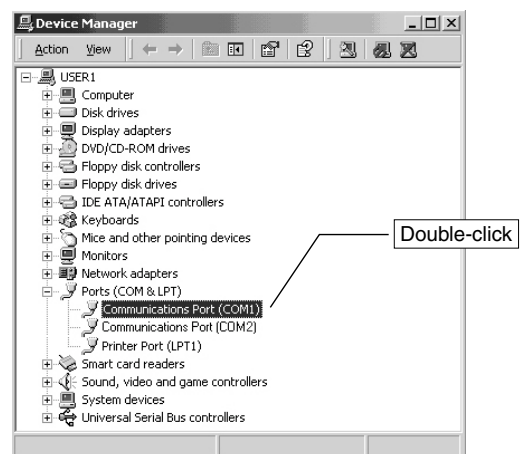 Device Manager
Action View
USER1
Computer
Disk drives
Display adapters
DVD/CD-ROM drives
Floppy disk controllers
Floppy disk drives
IDE ATA/ATAPI controllers
Keyboards
Mice and other pointing devices
Monitors
Network adapters
Ports (COM & LPT)
Communications Port (COM1)
Communications Port (COM2)
Printer Port (LPT1)
Smart card readers
Sound, video and game controllers
System devices
Universal Serial Bus controllers
Double-click